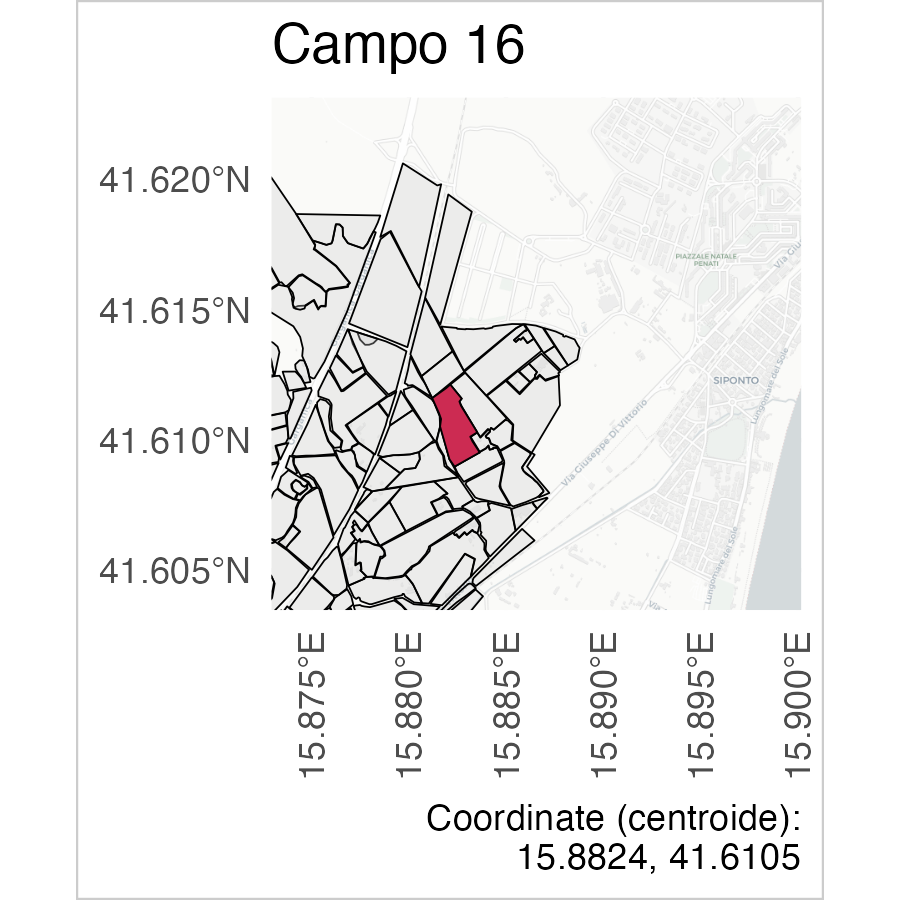 Campo 16
41.620°N
41.615°N
41.610°N
41.605°N
PIAZZALE NATALE
PENATI
Via Giu
SIPONTO
Lungomare del Sole
Via Giuseppe Di Vittorio
Lungomare del Sole
Via
15.875°E
15.880°E
15.885°E
15.890°E
15.895°E
15.900°E
Coordinate (centroide):
15.8824, 41.6105